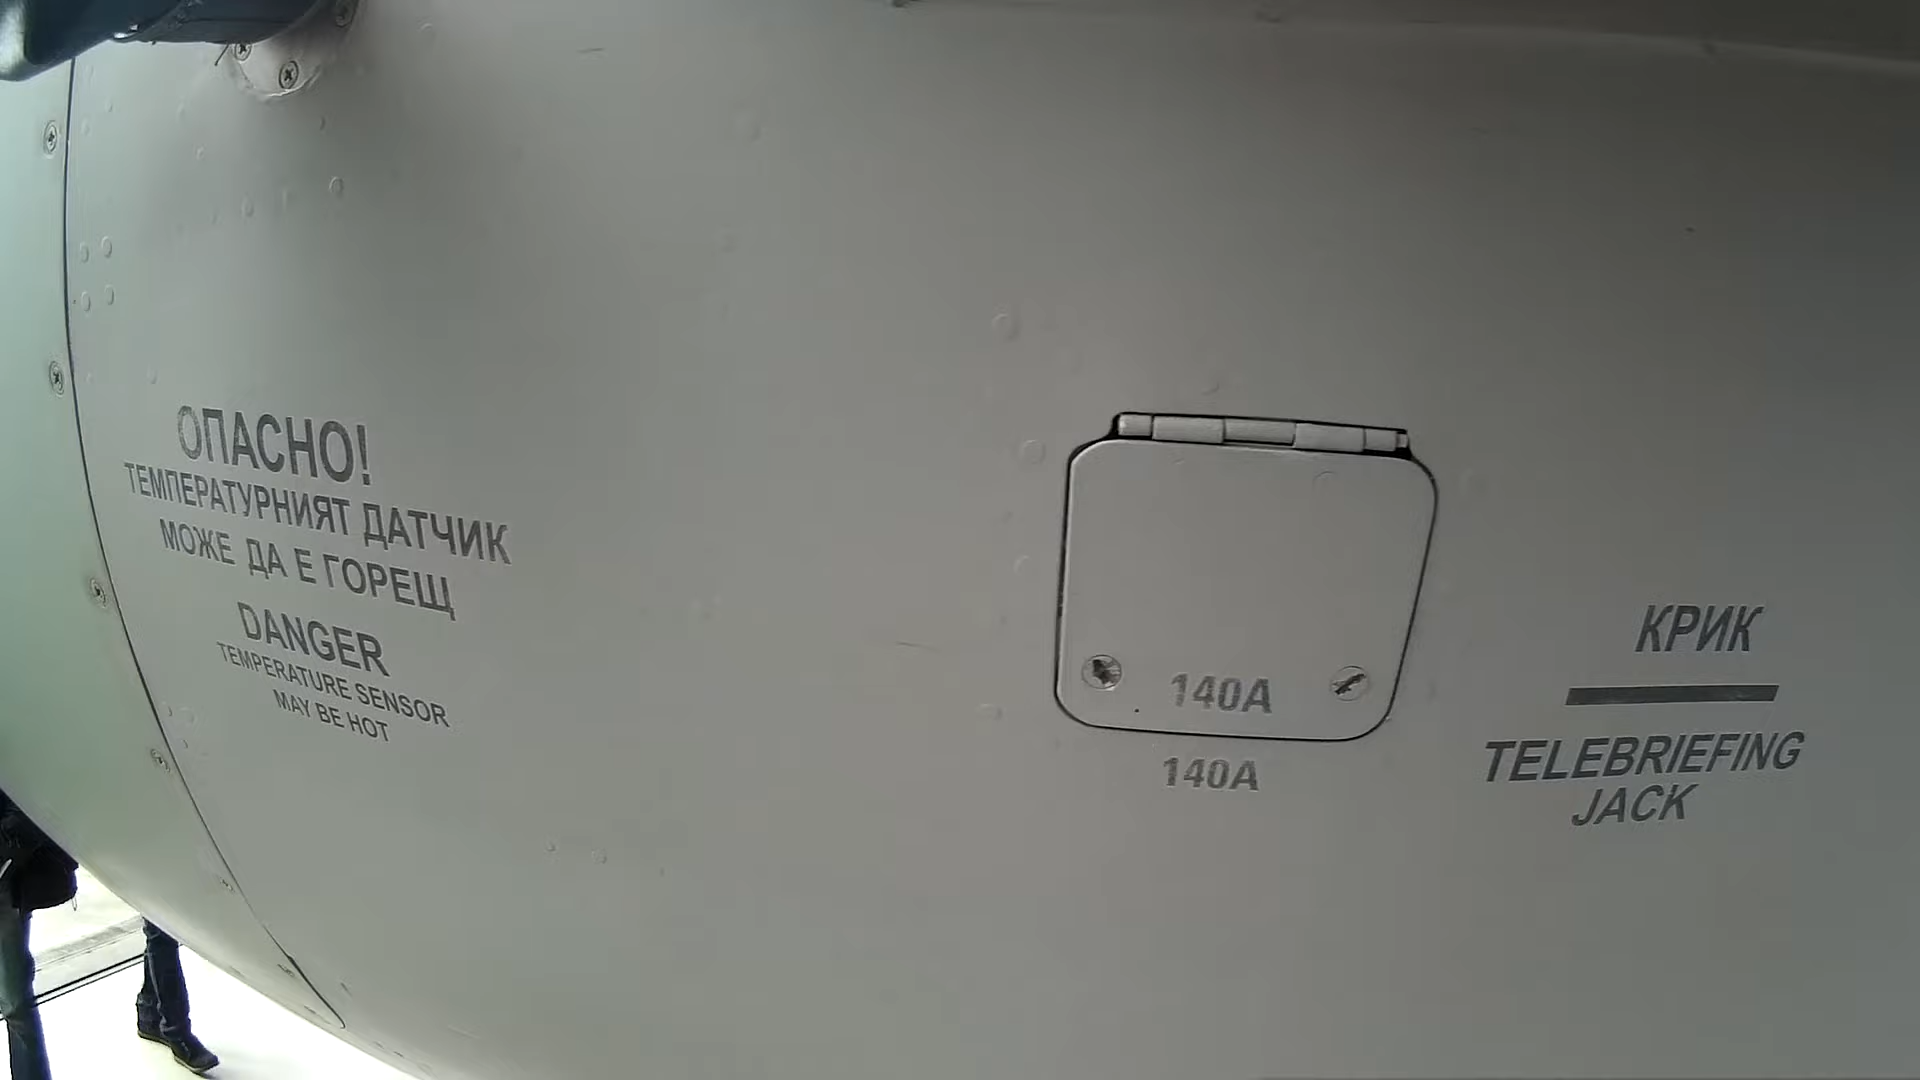 ОПАСНО!
ТЕМПЕРАТУРНИЯТ ДАТЧИК
МОЖЕ ДА Е ГОРЕЩ
DANGER
TEMPERATURE SENSOR
MAY BE HOT
140A
140A
КРИК
TELEBRIEFING
JACK